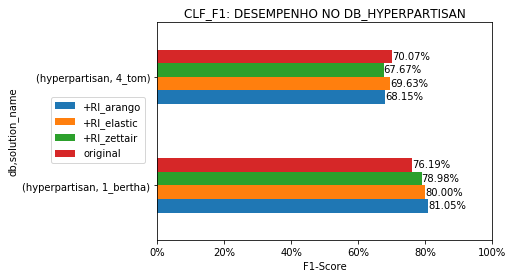 CLF_F1: DESEMPENHO NO DB_HYPERPARTISAN
db,solution_name
(hyperpartisan, 4_tom)
70.07%
67.67%
69.63%
68.15%
+RI_arango
+RI_elastic
+RI_zettair
original
(hyperpartisan, 1_bertha)
76.19%
78.98%
80.00%
81.05%
0%
20%
40%
60%
80%
100%
F1-Score